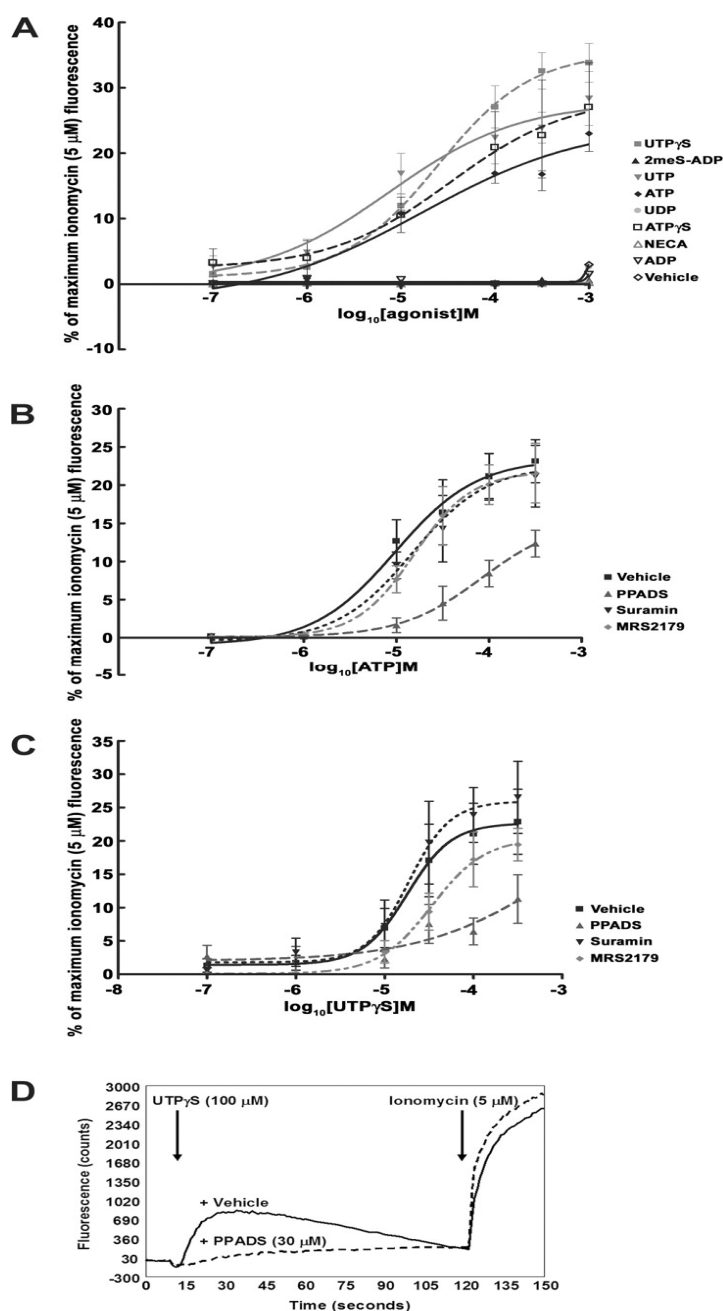 A
% of maximum ionomycin (5 μM) fluorescence
40
30
20
10
0
-10
-7
-6
-5
-4
-3
log10[agonist]M
UTPγS
2meS-ADP
UTP
ATP
UDP
ATPγS
NECA
ADP
Vehicle
B
% of maximum ionomycin (5 μM) fluorescence
30
25
20
15
10
5
0
-5
-7
-6
-5
-4
-3
log10[ATP]M
Vehicle
PPADS
Suramin
MRS2179
C
% of maximum ionomycin (5 μM) fluorescence
35
30
25
20
15
10
5
0
-8
-7
-6
-5
-4
-3
log10[UTPγS]M
Vehicle
PPADS
Suramin
MRS2179
D
Fluorescence (counts)
3000
2670
2340
2010
1680
1350
1020
690
360
30
-300
UTPγS (100 μM)
Ionomycin (5 μM)
+ Vehicle
+ PPADS (30 μM)
0
15
30
45
60
75
90
105
120
135
150
Time (seconds)